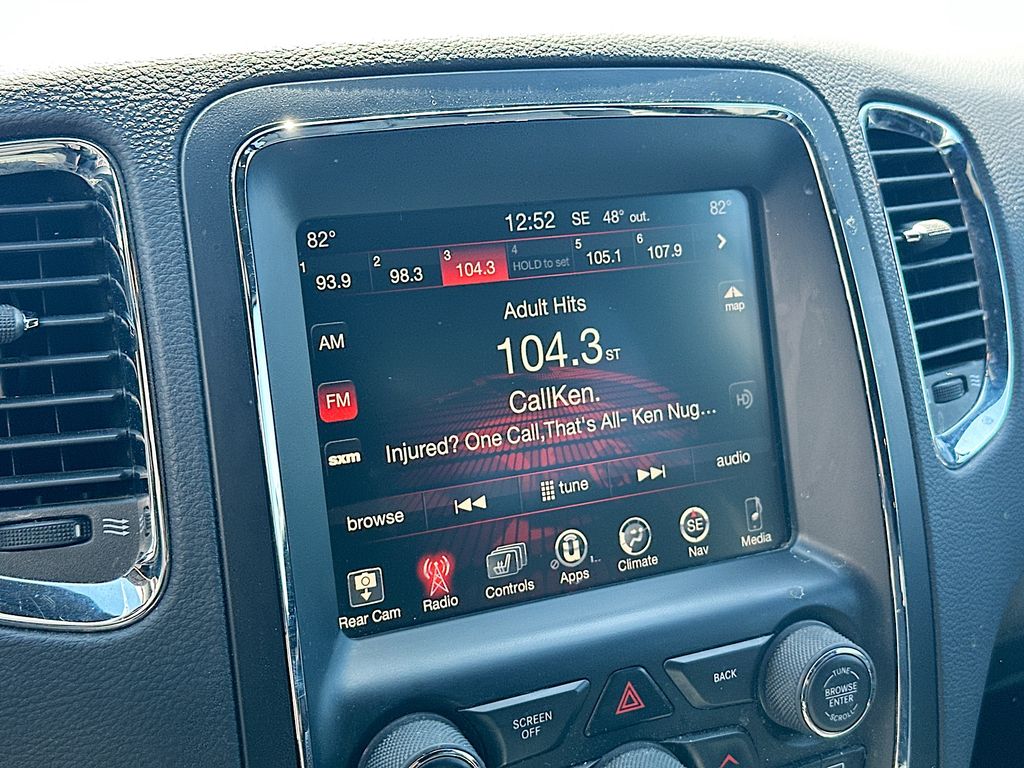 82° 12:52 SE 48° out. 82°
1 93.9 2 98.3 3 104.3 4 HOLD to set 5 105.1 6 107.9
map
Adult Hits
AM
104.3 ST
FM
CallKen.
HD
Injured? One Call,That's All- Ken Nug...
sxm
browse tune audio
Rear Cam Radio Controls Apps Climate SE Nav Media
SCREEN OFF
BACK
TUNE
BROWSE
ENTER
SCROLL